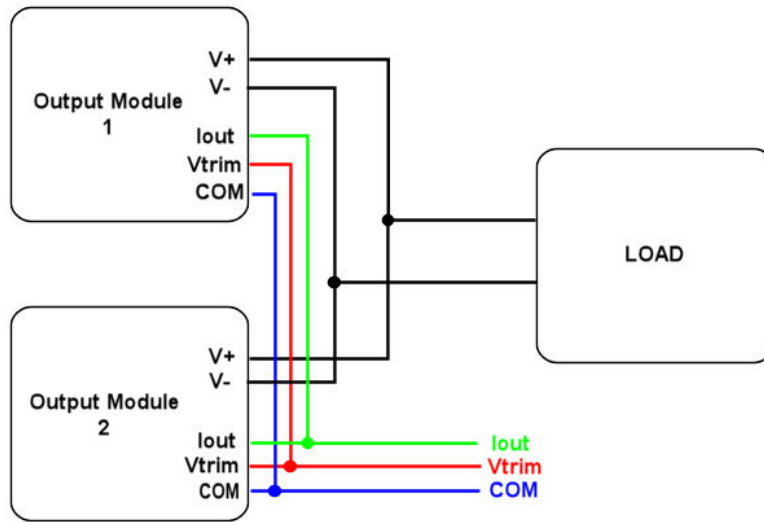 Output Module
1
V+
V-
Iout
Vtrim
COM
LOAD
Output Module
2
V+
V-
Iout
Vtrim
COM
Iout
Vtrim
COM